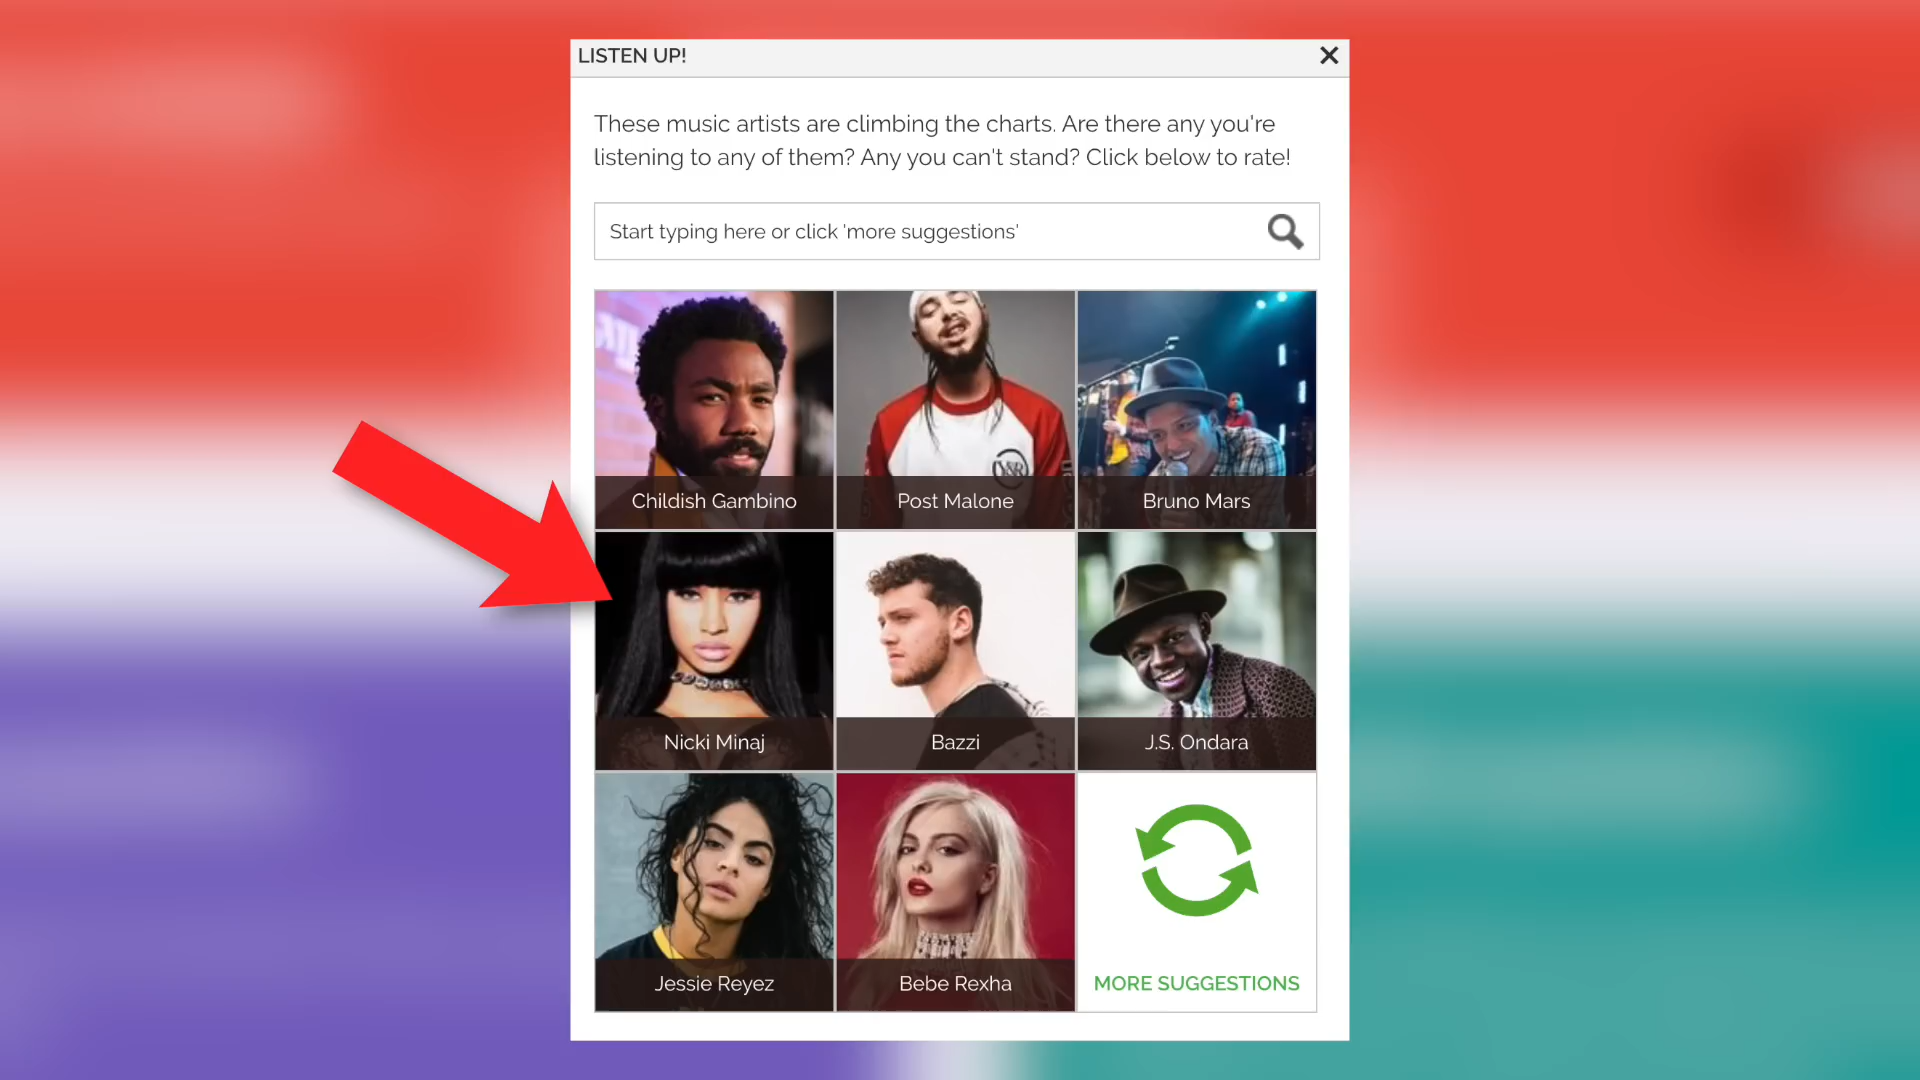 LISTEN UP!
These music artists are climbing the charts. Are there any you're
listening to any of them? Any you can't stand? Click below to rate!
Start typing here or click 'more suggestions'
Childish Gambino
Post Malone
Bruno Mars
Nicki Minaj
Bazzi
J.S. Ondara
Jessie Reyez
Bebe Rexha
MORE SUGGESTIONS